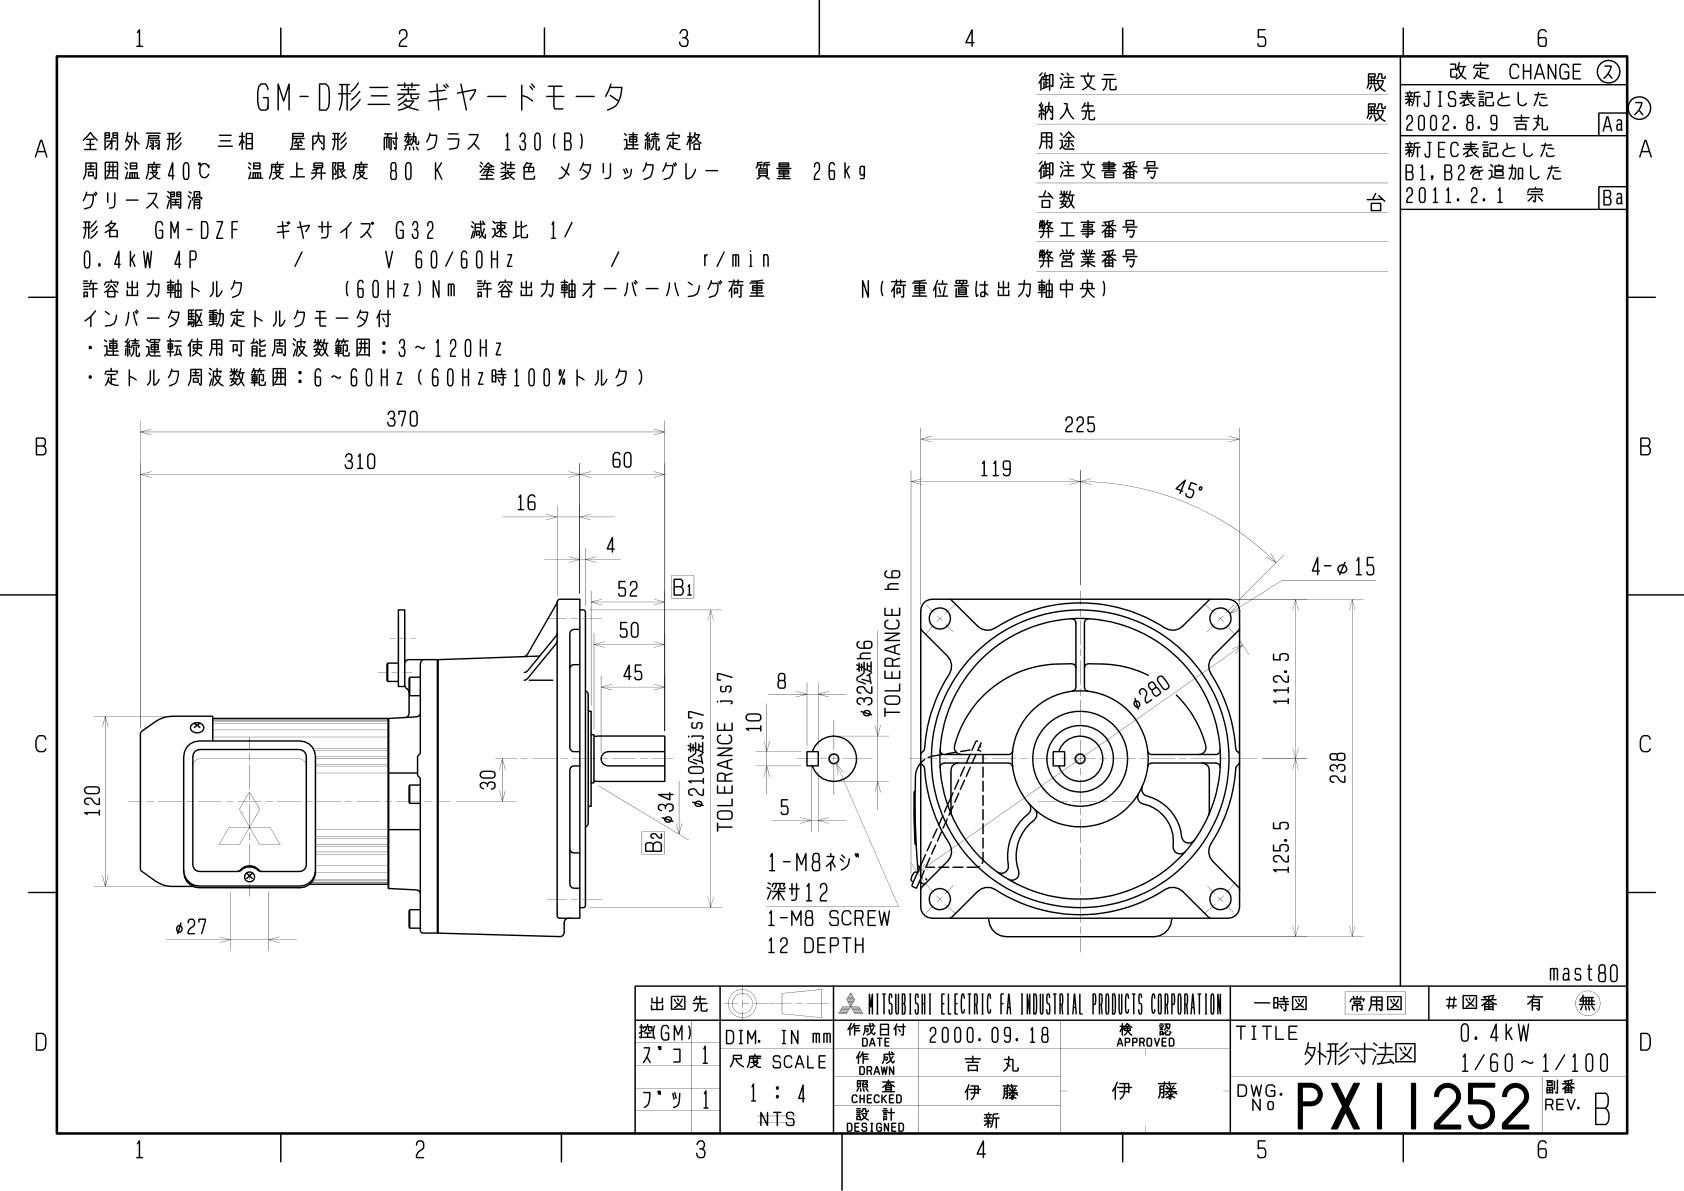 1 2 3 4 5 6
A
B
C
D
GM-D形三菱ギヤードモータ
全閉外扇形 三相 屋内形 耐熱クラス 130(B) 連続定格
周囲温度40℃ 温度上昇限度 80 K 塗装色 メタリックグレー 質量 26kg
グリース潤滑
形名 GM-DZF ギヤサイズ G32 減速比 1/
0.4kW 4P / V 60/60Hz / r/min
許容出力軸トルク (60Hz)Nm 許容出力軸オーバーハング荷重 N(荷重位置は出力軸中央)
インバータ駆動定トルクモータ付
・連続運転使用可能周波数範囲：3~120Hz
・定トルク周波数範囲：6~60Hz(60Hz時100%トルク)
御注文元 殿
納入先 殿
用途
御注文書番号
台数 台
弊工事番号
弊営業番号
改定 CHANGE ㋜
新JIS表記とした
2002.8.9 吉丸 Aa
新JEC表記とした
B1,B2を追加した
2011.2.1 宗 Ba
㋜
A
B
C
D
370
310
60
16
4
52
B1
50
45
30
120
φ27
φ34
B2
φ210公差js7
TOLERANCE js7
8
10
5
φ32公差h6
TOLERANCE h6
1-M8ネジ
深サ12
1-M8 SCREW
12 DEPTH
225
119
45°
4-φ15
φ280
112.5
238
125.5
mast80
出図先
控(GM)
ズコ 1
ブツ 1
DIM. IN mm
尺度 SCALE
1 : 4
NTS
MITSUBISHI ELECTRIC FA INDUSTRIAL PRODUCTS CORPORATION
作成日付 DATE 2000.09.18
作成 DRAWN 吉丸
照査 CHECKED 伊藤
設計 DESIGNED 新
検認 APPROVED
伊藤
一時図 常用図
#図番 有 無
TITLE
外形寸法図
0.4kW
1/60~1/100
DWG. No PX11252
副番 REV. B
1 2 3 4 5 6